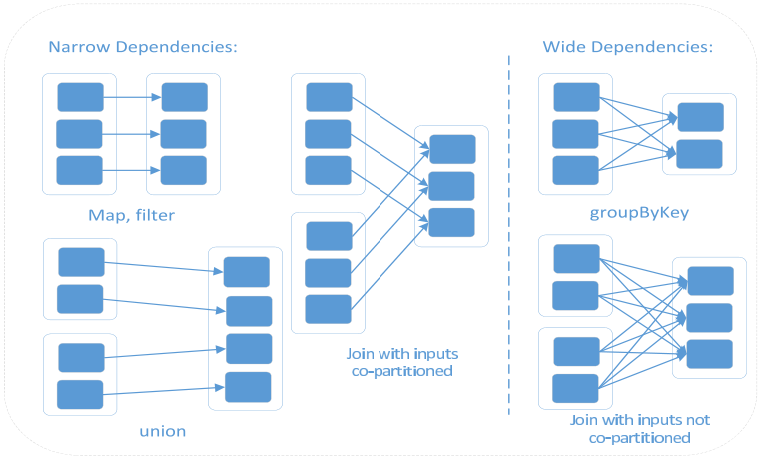 Narrow Dependencies:
Wide Dependencies:
Map, filter
groupByKey
Join with inputs
co-partitioned
union
Join with inputs not
co-partitioned